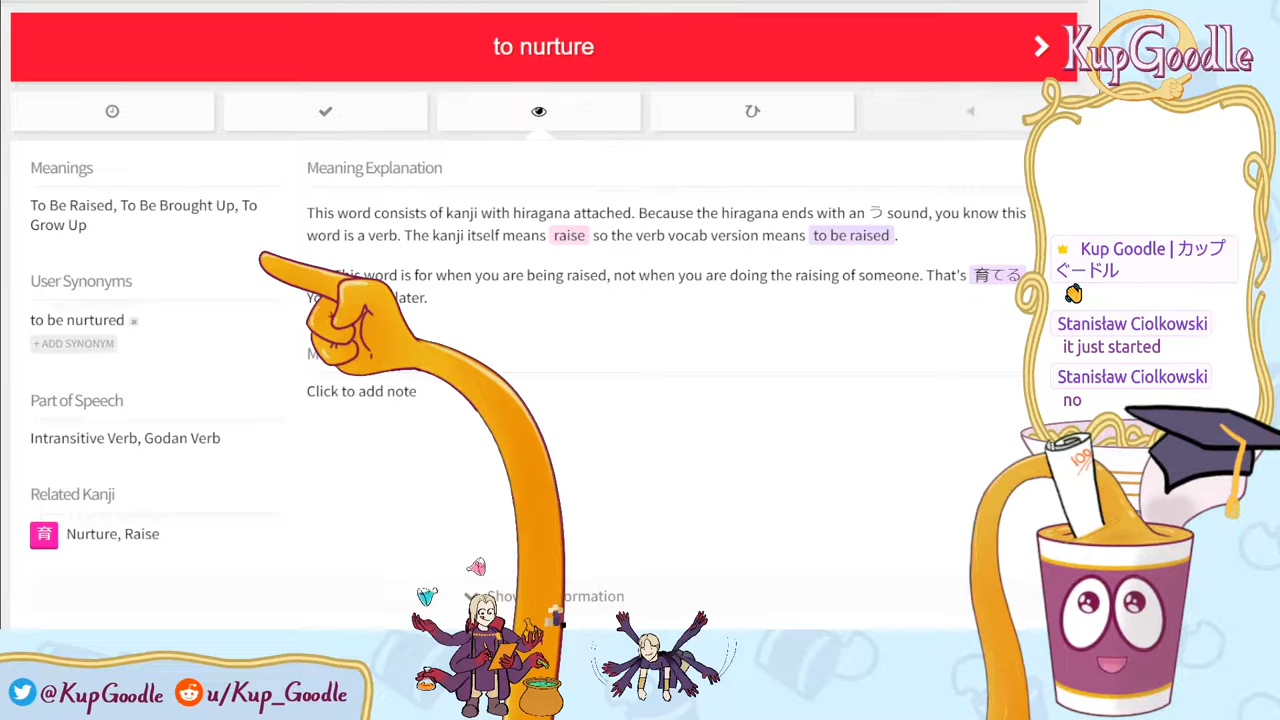 to nurture
KupGoodle
ひ
Meanings
To Be Raised, To Be Brought Up, To
Grow Up
User Synonyms
to be nurtured
+ ADD SYNONYM
Part of Speech
Intransitive Verb, Godan Verb
Related Kanji
育 Nurture, Raise
Meaning Explanation
This word consists of kanji with hiragana attached. Because the hiragana ends with an う sound, you know this
word is a verb. The kanji itself means raise so the verb vocab version means to be raised .
This word is for when you are being raised, not when you are doing the raising of someone. That's 育てる
later.
Click to add note
Kup Goodle | カップ
ぐードル
Stanisław Ciolkowski
it just started
Stanisław Ciolkowski
no
100
@KupGoodle u/Kup_Goodle